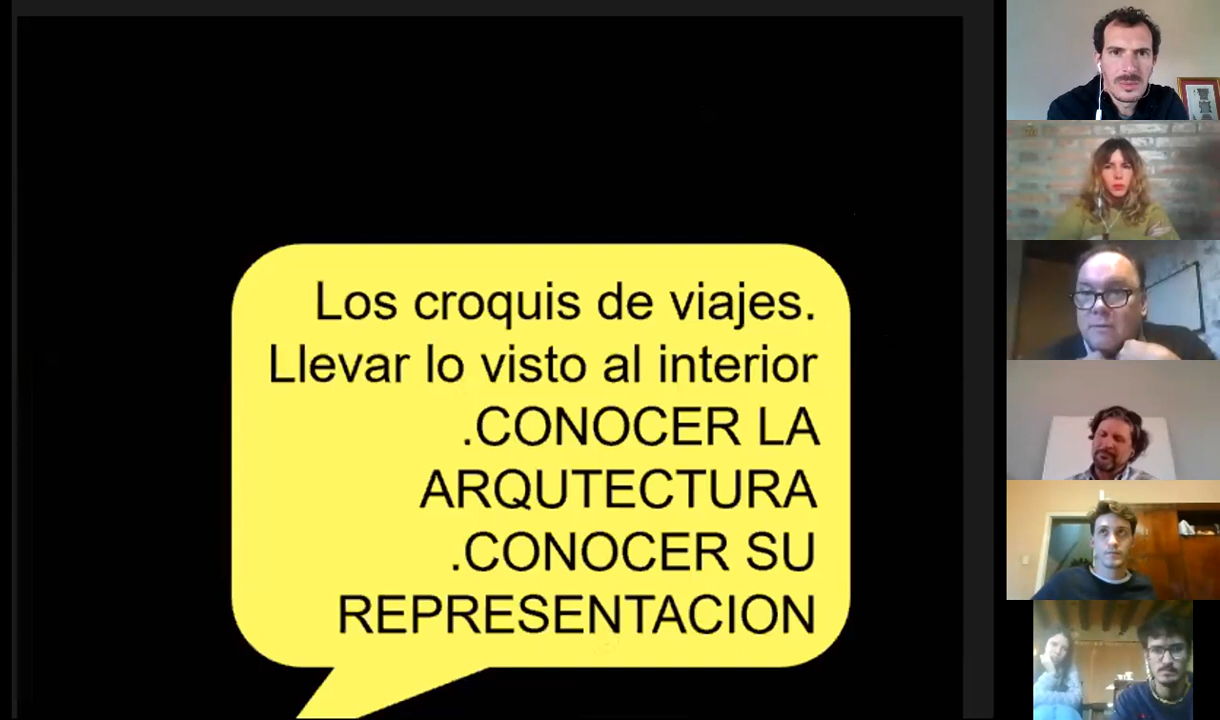 Los croquis de viajes.
Llevar lo visto al interior
.CONOCER LA
ARQUTECTURA
.CONOCER SU
REPRESENTACION